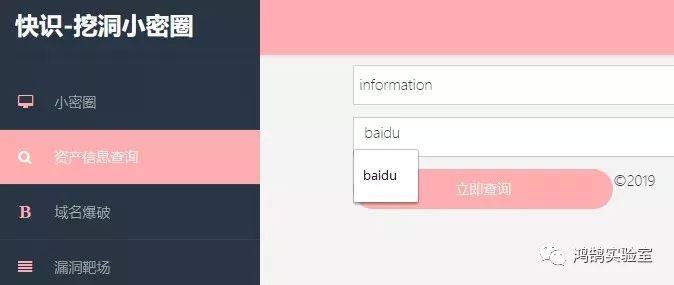 快识-挖洞小密圈
小密圈
资产信息查询
B 域名爆破
漏洞靶场
information
baidu
baidu
立即查询
©2019
鸿鹄实验室